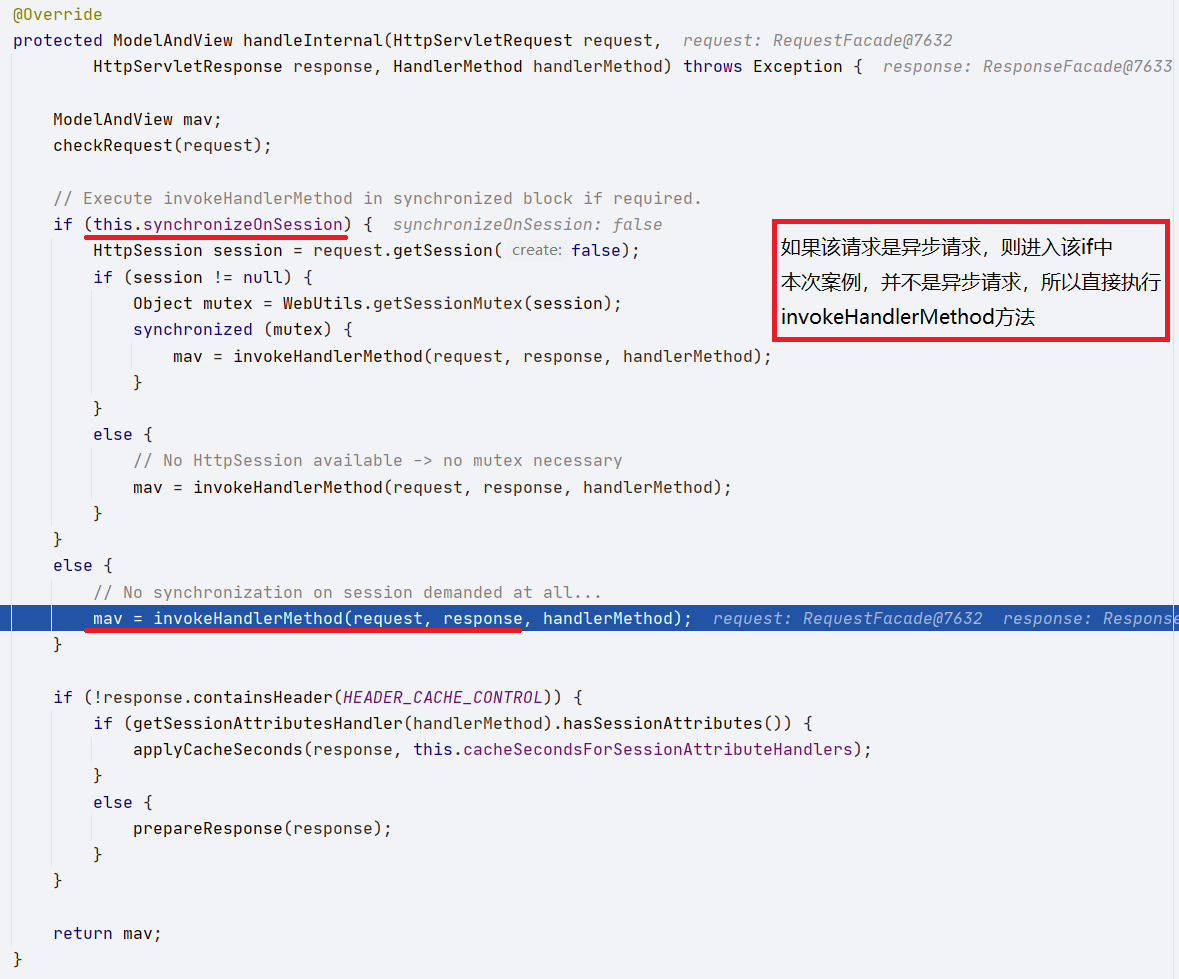 @Override
protected ModelAndView handleInternal(HttpServletRequest request,  request: RequestFacade@7632
        HttpServletResponse response, HandlerMethod handlerMethod) throws Exception {  response: ResponseFacade@7633

    ModelAndView mav;
    checkRequest(request);

    // Execute invokeHandlerMethod in synchronized block if required.
    if (this.synchronizeOnSession) {  synchronizeOnSession: false
        HttpSession session = request.getSession( create: false);
        if (session != null) {
            Object mutex = WebUtils.getSessionMutex(session);
            synchronized (mutex) {
                mav = invokeHandlerMethod(request, response, handlerMethod);
            }
        }
        else {
            // No HttpSession available -> no mutex necessary
            mav = invokeHandlerMethod(request, response, handlerMethod);
        }
    }
    else {
        // No synchronization on session demanded at all...
        mav = invokeHandlerMethod(request, response, handlerMethod);  request: RequestFacade@7632  response: Response
    }

    if (!response.containsHeader(HEADER_CACHE_CONTROL)) {
        if (getSessionAttributesHandler(handlerMethod).hasSessionAttributes()) {
            applyCacheSeconds(response, this.cacheSecondsForSessionAttributeHandlers);
        }
        else {
            prepareResponse(response);
        }
    }

    return mav;
}
如果该请求是异步请求，则进入该if中
本次案例，并不是异步请求，所以直接执行
invokeHandlerMethod方法